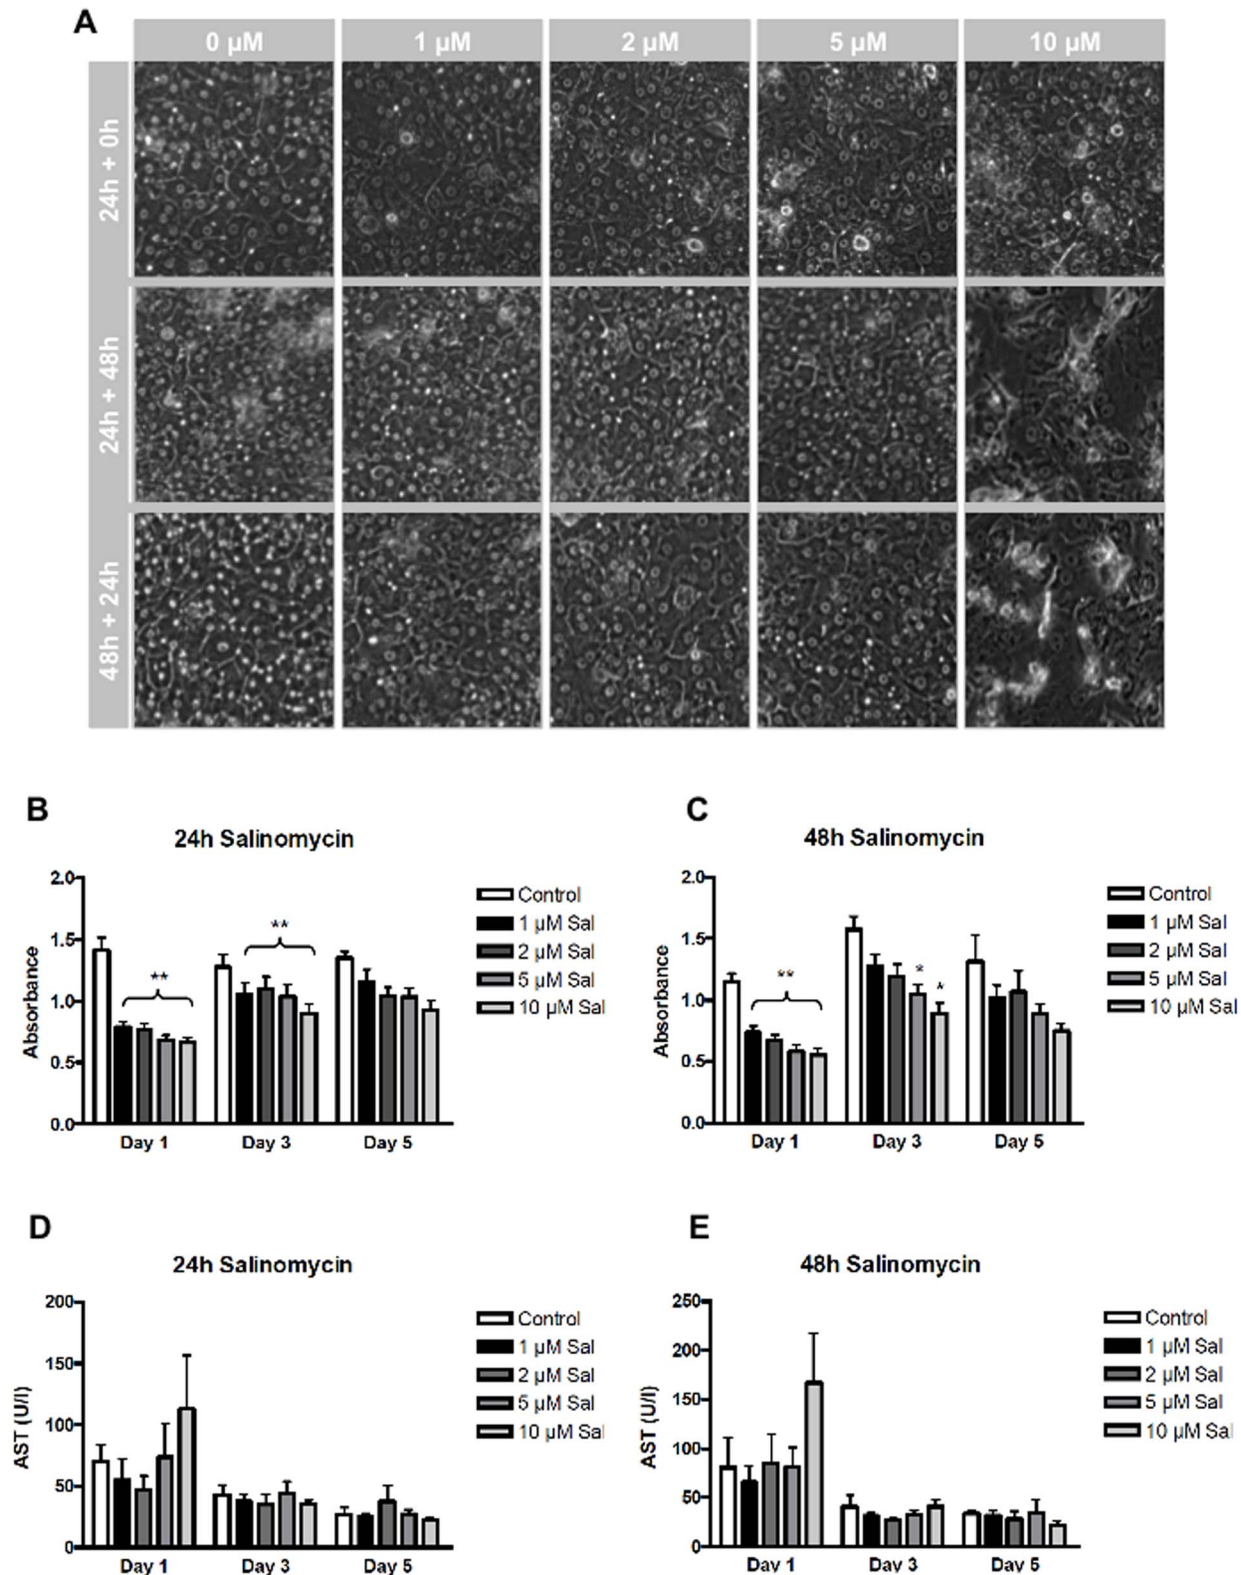 A
0 µM 1 µM 2 µM 5 µM 10 µM
24h + 0h
24h + 48h
48h + 24h
B
24h Salinomycin
2.0
1.5
1.0
0.5
0.0
Absorbance
**
**
Day 1 Day 3 Day 5
Control
1 µM Sal
2 µM Sal
5 µM Sal
10 µM Sal
C
48h Salinomycin
2.0
1.5
1.0
0.5
0.0
Absorbance
**
*
*
Day 1 Day 3 Day 5
Control
1 µM Sal
2 µM Sal
5 µM Sal
10 µM Sal
D
24h Salinomycin
200
150
100
50
0
AST (U/l)
Day 1 Day 3 Day 5
Control
1 µM Sal
2 µM Sal
5 µM Sal
10 µM Sal
E
48h Salinomycin
250
200
150
100
50
0
AST (U/l)
Day 1 Day 3 Day 5
Control
1 µM Sal
2 µM Sal
5 µM Sal
10 µM Sal